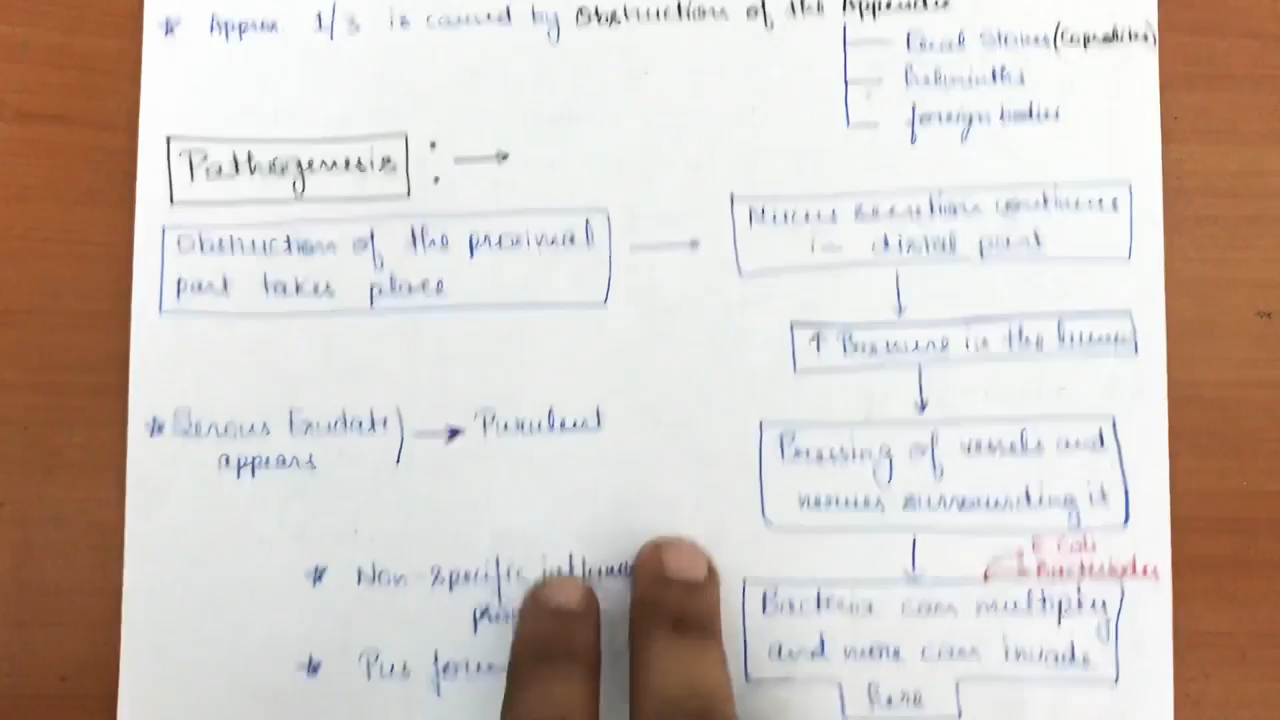 * Approx 1/3 is caused by Obstruction of the Appendix
Fecal Stones
helminths
foreign bodies
Pathogenesis : →
Obstruction of the proximal
part takes place
Mucus secretion continues
in distal part
↑ Pressure in the lumen
* Serous Exudate → Purulent
appears
Pressing of vessels and
nerves surrounding it
* Non specific
* Pus
E coli
Bacteria can multiply
and more can invade
Here